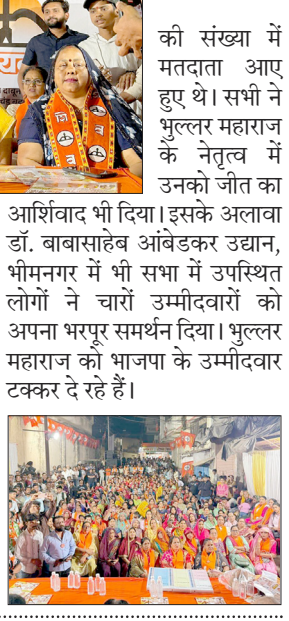 की संख्या में
मतदाता आए
हुए थे। सभी ने
भुल्लर महाराज
के नेतृत्व में
उनको जीत का
आर्शिवाद भी दिया। इसके अलावा
डॉ. बाबासाहेब आंबेडकर उद्यान,
भीमनगर में भी सभा में उपस्थित
लोगों ने चारों उम्मीदवारों को
अपना भरपूर समर्थन दिया। भुल्लर
महाराज को भाजपा के उम्मीदवार
टक्कर दे रहे हैं।